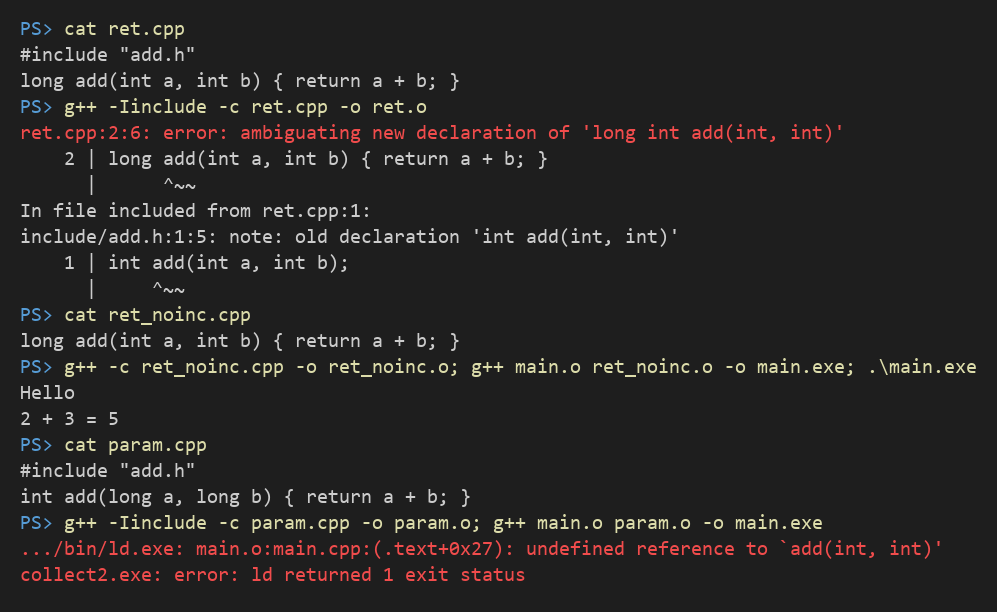 PS> cat ret.cpp
#include "add.h"
long add(int a, int b) { return a + b; }
PS> g++ -Iinclude -c ret.cpp -o ret.o
ret.cpp:2:6: error: ambiguating new declaration of 'long int add(int, int)'
    2 | long add(int a, int b) { return a + b; }
      |      ^~~
In file included from ret.cpp:1:
include/add.h:1:5: note: old declaration 'int add(int, int)'
    1 | int add(int a, int b);
      |     ^~~
PS> cat ret_noinc.cpp
long add(int a, int b) { return a + b; }
PS> g++ -c ret_noinc.cpp -o ret_noinc.o; g++ main.o ret_noinc.o -o main.exe; .\main.exe
Hello
2 + 3 = 5
PS> cat param.cpp
#include "add.h"
int add(long a, long b) { return a + b; }
PS> g++ -Iinclude -c param.cpp -o param.o; g++ main.o param.o -o main.exe
.../bin/ld.exe: main.o:main.cpp:(.text+0x27): undefined reference to `add(int, int)'
collect2.exe: error: ld returned 1 exit status